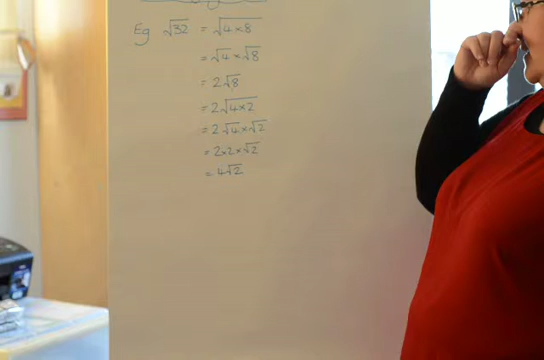 Eg √32 = √4×8
= √4 × √8
= 2√8
= 2√4×2
= 2√4×√2
= 2×2×√2
= 4√2